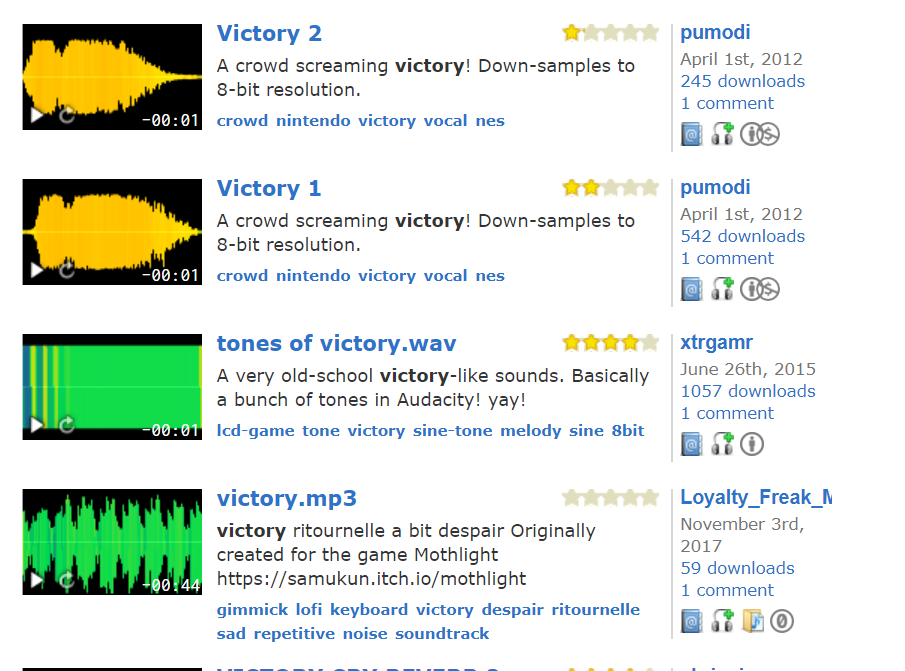 Victory 2
pumodi
A crowd screaming victory! Down-samples to
8-bit resolution.
April 1st, 2012
245 downloads
1 comment
crowd nintendo victory vocal nes
-00:01
Victory 1
pumodi
A crowd screaming victory! Down-samples to
8-bit resolution.
April 1st, 2012
542 downloads
1 comment
crowd nintendo victory vocal nes
-00:01
tones of victory.wav
xtrgamr
A very old-school victory-like sounds. Basically
a bunch of tones in Audacity! yay!
June 26th, 2015
1057 downloads
1 comment
lcd-game tone victory sine-tone melody sine 8bit
-00:01
victory.mp3
Loyalty_Freak_M
victory ritournelle a bit despair Originally
created for the game Mothlight
https://samukun.itch.io/mothlight
November 3rd,
2017
59 downloads
1 comment
gimmick lofi keyboard victory despair ritournelle
sad repetitive noise soundtrack
-00:44